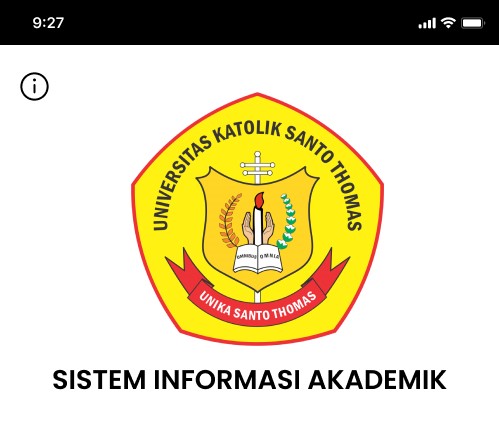 9:27
UNIVERSITAS KATOLIK SANTO THOMAS
OMNIBUS OMNIA
UNIKA SANTO THOMAS
SISTEM INFORMASI AKADEMIK